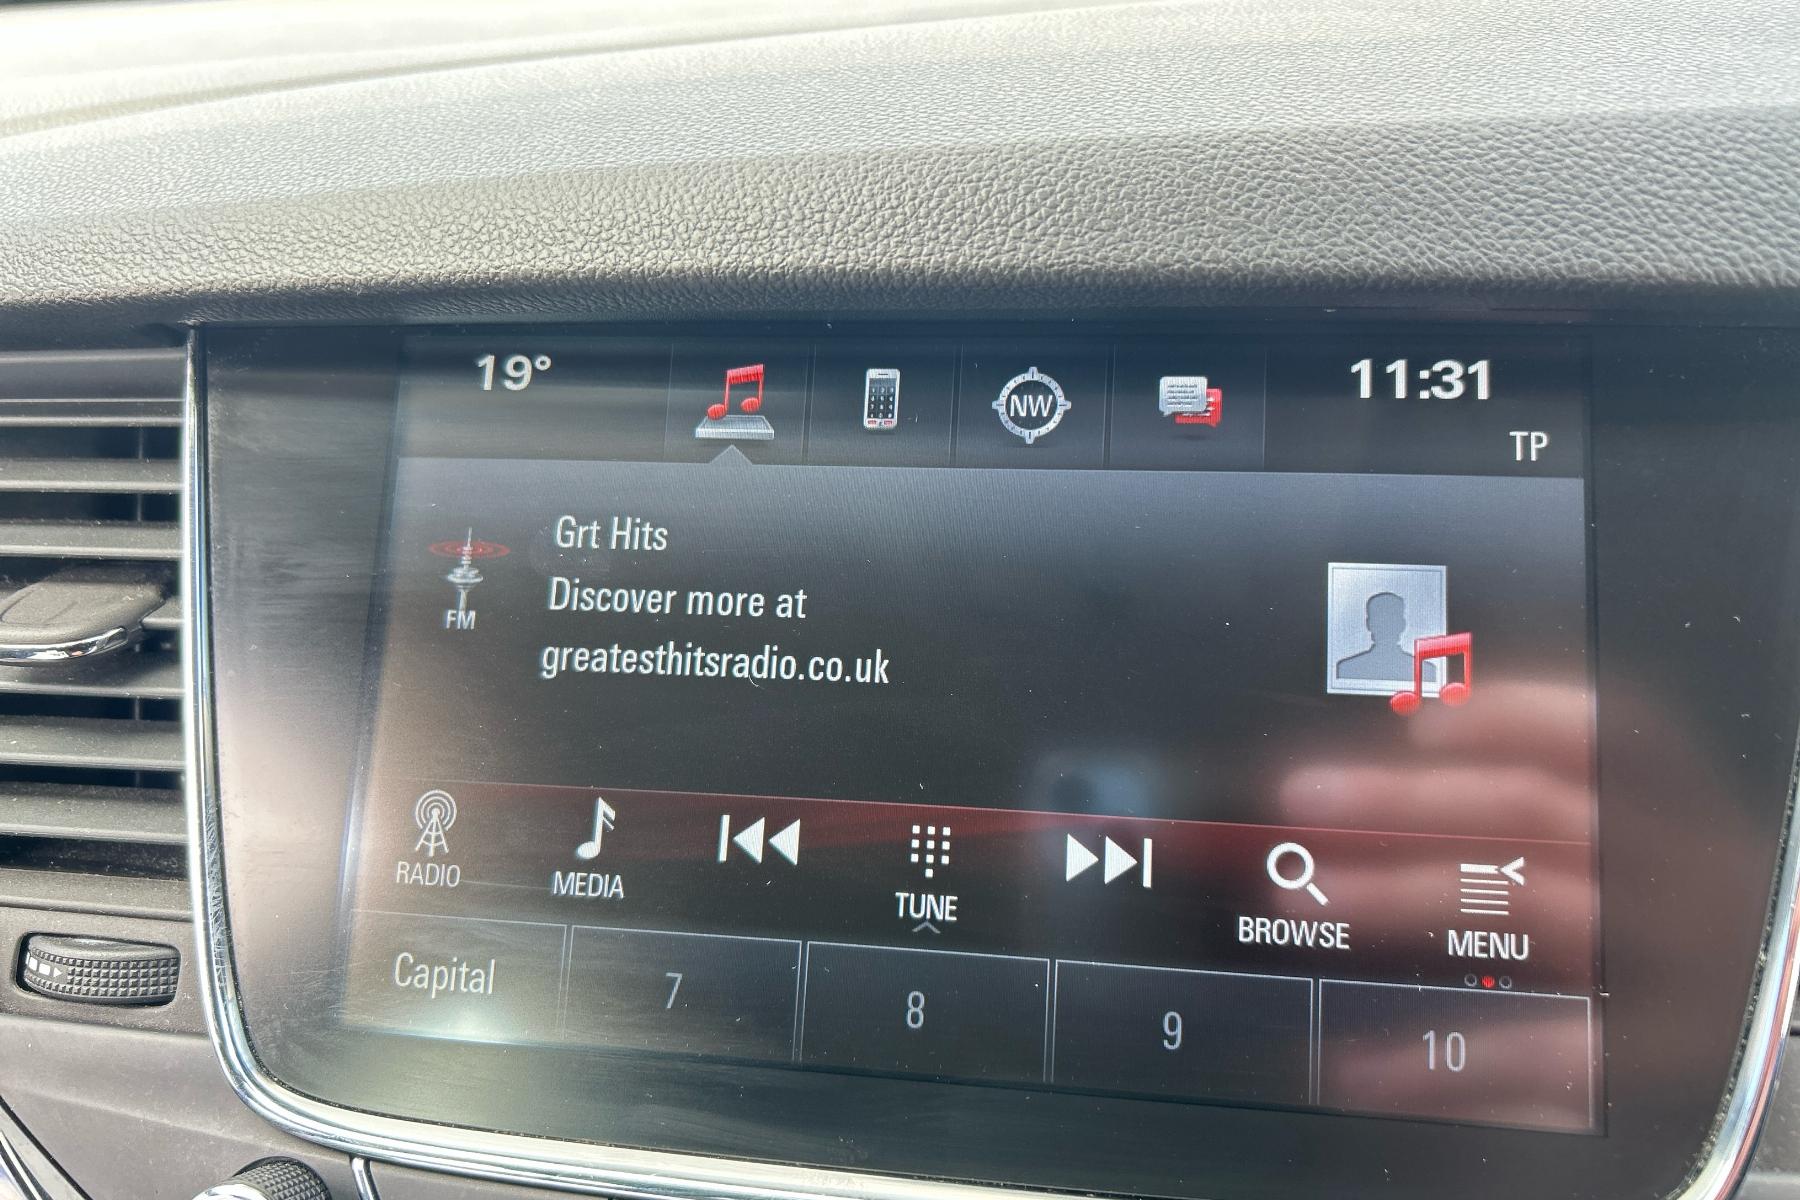 19°
NW
11:31
TP
Grt Hits
Discover more at
greatesthitsradio.co.uk
FM
RADIO
MEDIA
TUNE
BROWSE
MENU
Capital
7
8
9
10